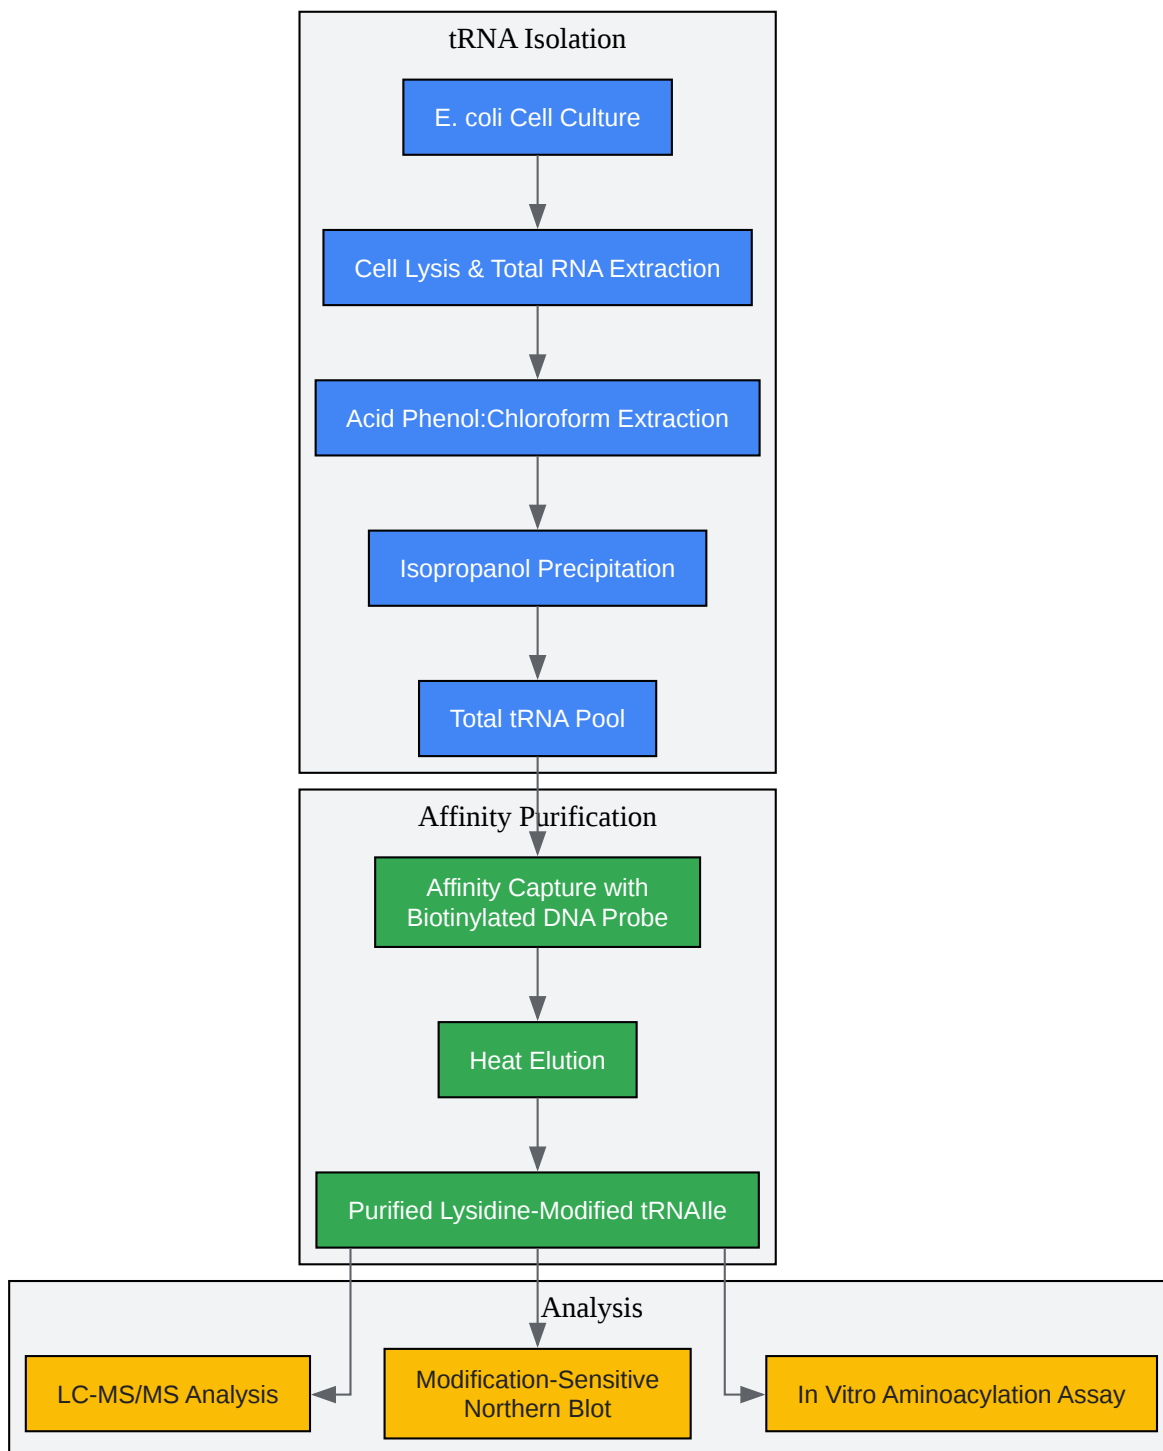 tRNA Isolation
E. coli Cell Culture
Cell Lysis & Total RNA Extraction
Acid Phenol:Chloroform Extraction
Isopropanol Precipitation
Total tRNA Pool
Affinity Purification
Affinity Capture with
Biotinylated DNA Probe
Heat Elution
Purified Lysidine-Modified tRNAIle
Analysis
LC-MS/MS Analysis
Modification-Sensitive
Northern Blot
In Vitro Aminoacylation Assay